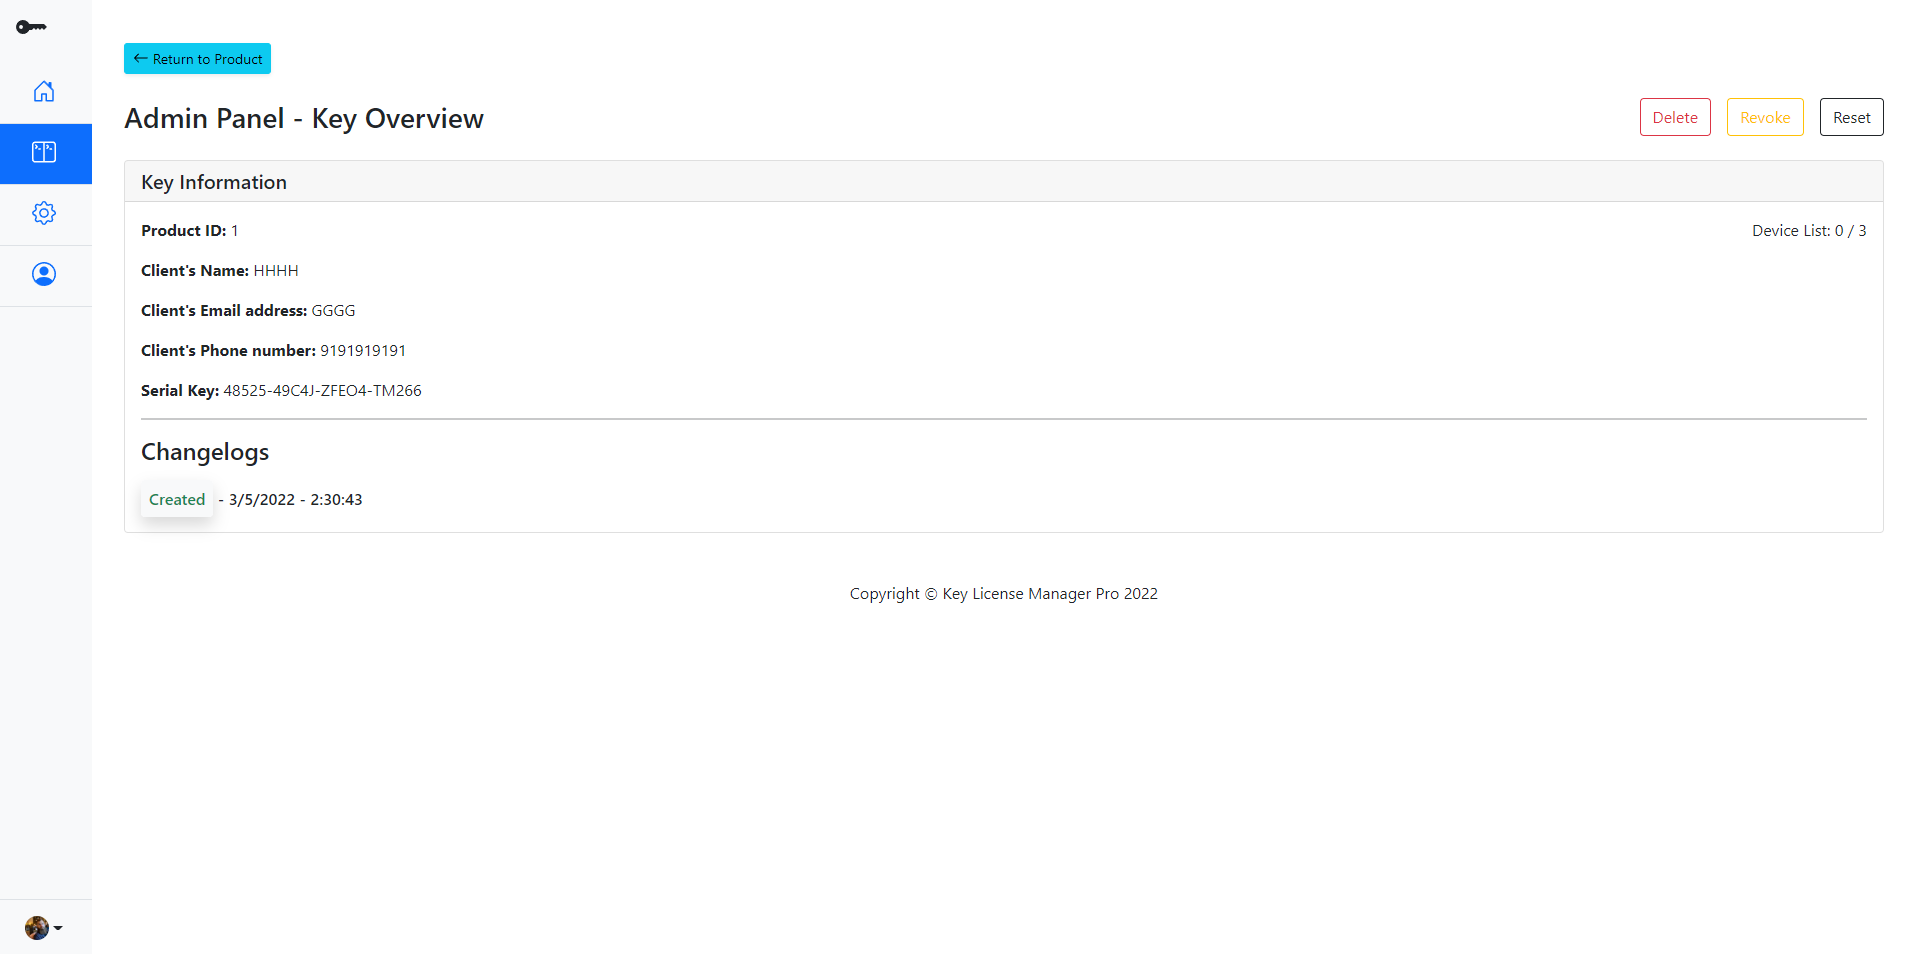 ← Return to Product
Admin Panel - Key Overview
Delete
Revoke
Reset
Key Information
Product ID: 1
Device List: 0 / 3
Client's Name: HHHH
Client's Email address: GGGG
Client's Phone number: 9191919191
Serial Key: 48525-49C4J-ZFEO4-TM266
Changelogs
Created - 3/5/2022 - 2:30:43
Copyright © Key License Manager Pro 2022